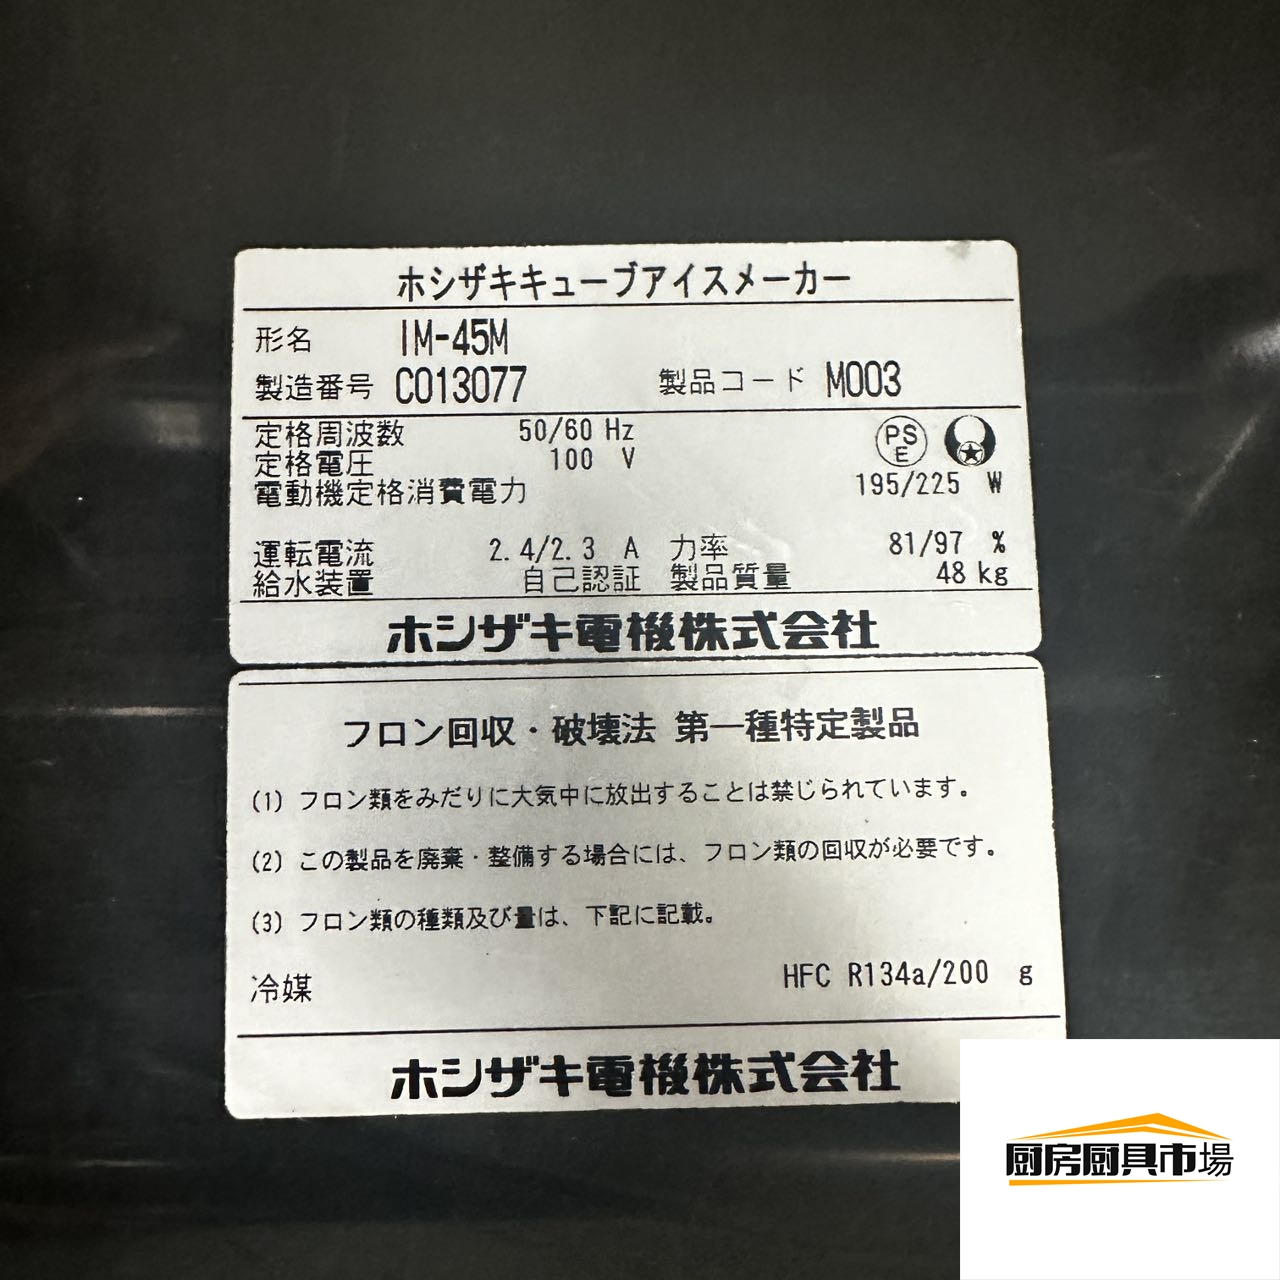 ホシザキキューブアイスメーカー
形名 IM-45M
製造番号 C013077 製品コード M003
定格周波数 50/60 Hz
PS
E
定格電圧 100 V
電動機定格消費電力 195/225 W
運転電流 2.4/2.3 A 力率 81/97 %
給水装置 自己認証 製品質量 48 kg
ホシザキ電機株式会社
フロン回収・破壊法 第一種特定製品
(1) フロン類をみだりに大気中に放出することは禁じられています。
(2) この製品を廃棄・整備する場合には、フロン類の回収が必要です。
(3) フロン類の種類及び量は、下記に記載。
冷媒 HFC R134a/200 g
ホシザキ電機株式会社
厨房厨具市場